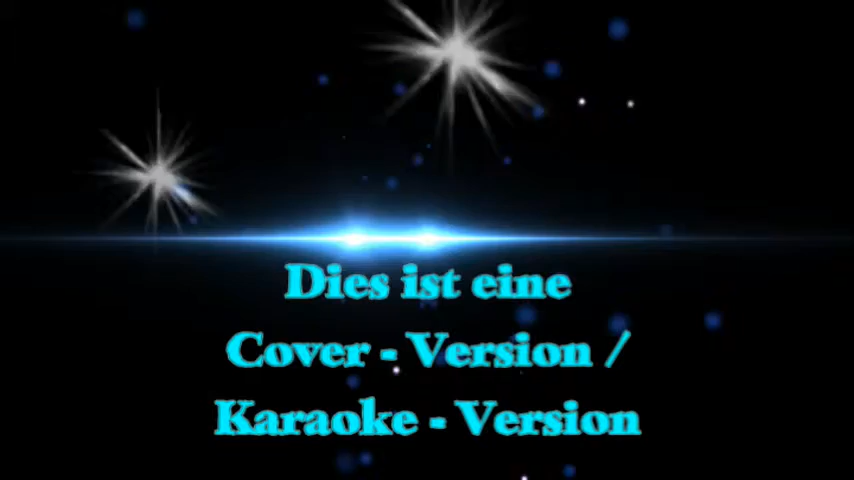 Dies ist eine
Cover - Version /
Karaoke - Version